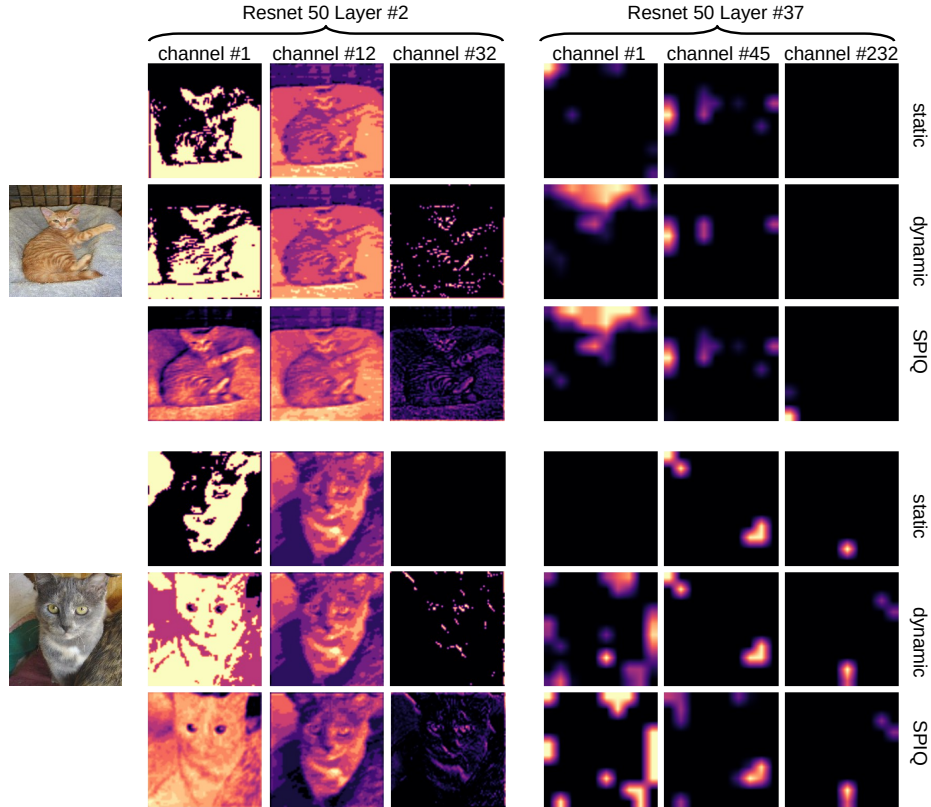 Resnet 50 Layer #2
Resnet 50 Layer #37
channel #1
channel #12
channel #32
channel #1
channel #45
channel #232
static
dynamic
SPIQ
static
dynamic
SPIQ